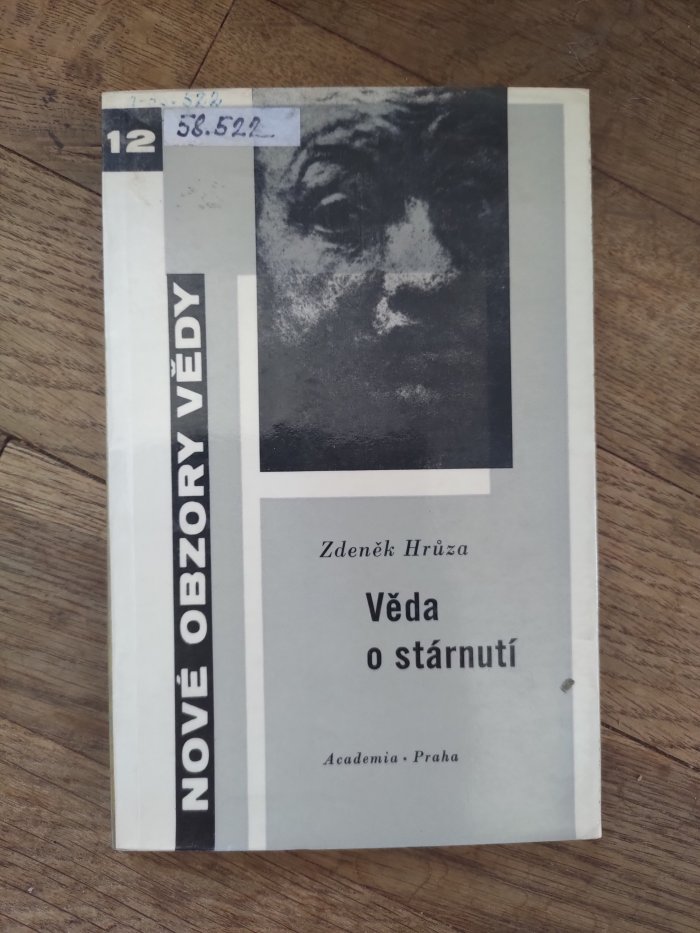 12
58.522
NOVÉ OBZORY VĚDY
Zdeněk Hrůza
Věda
o stárnutí
Academia • Praha